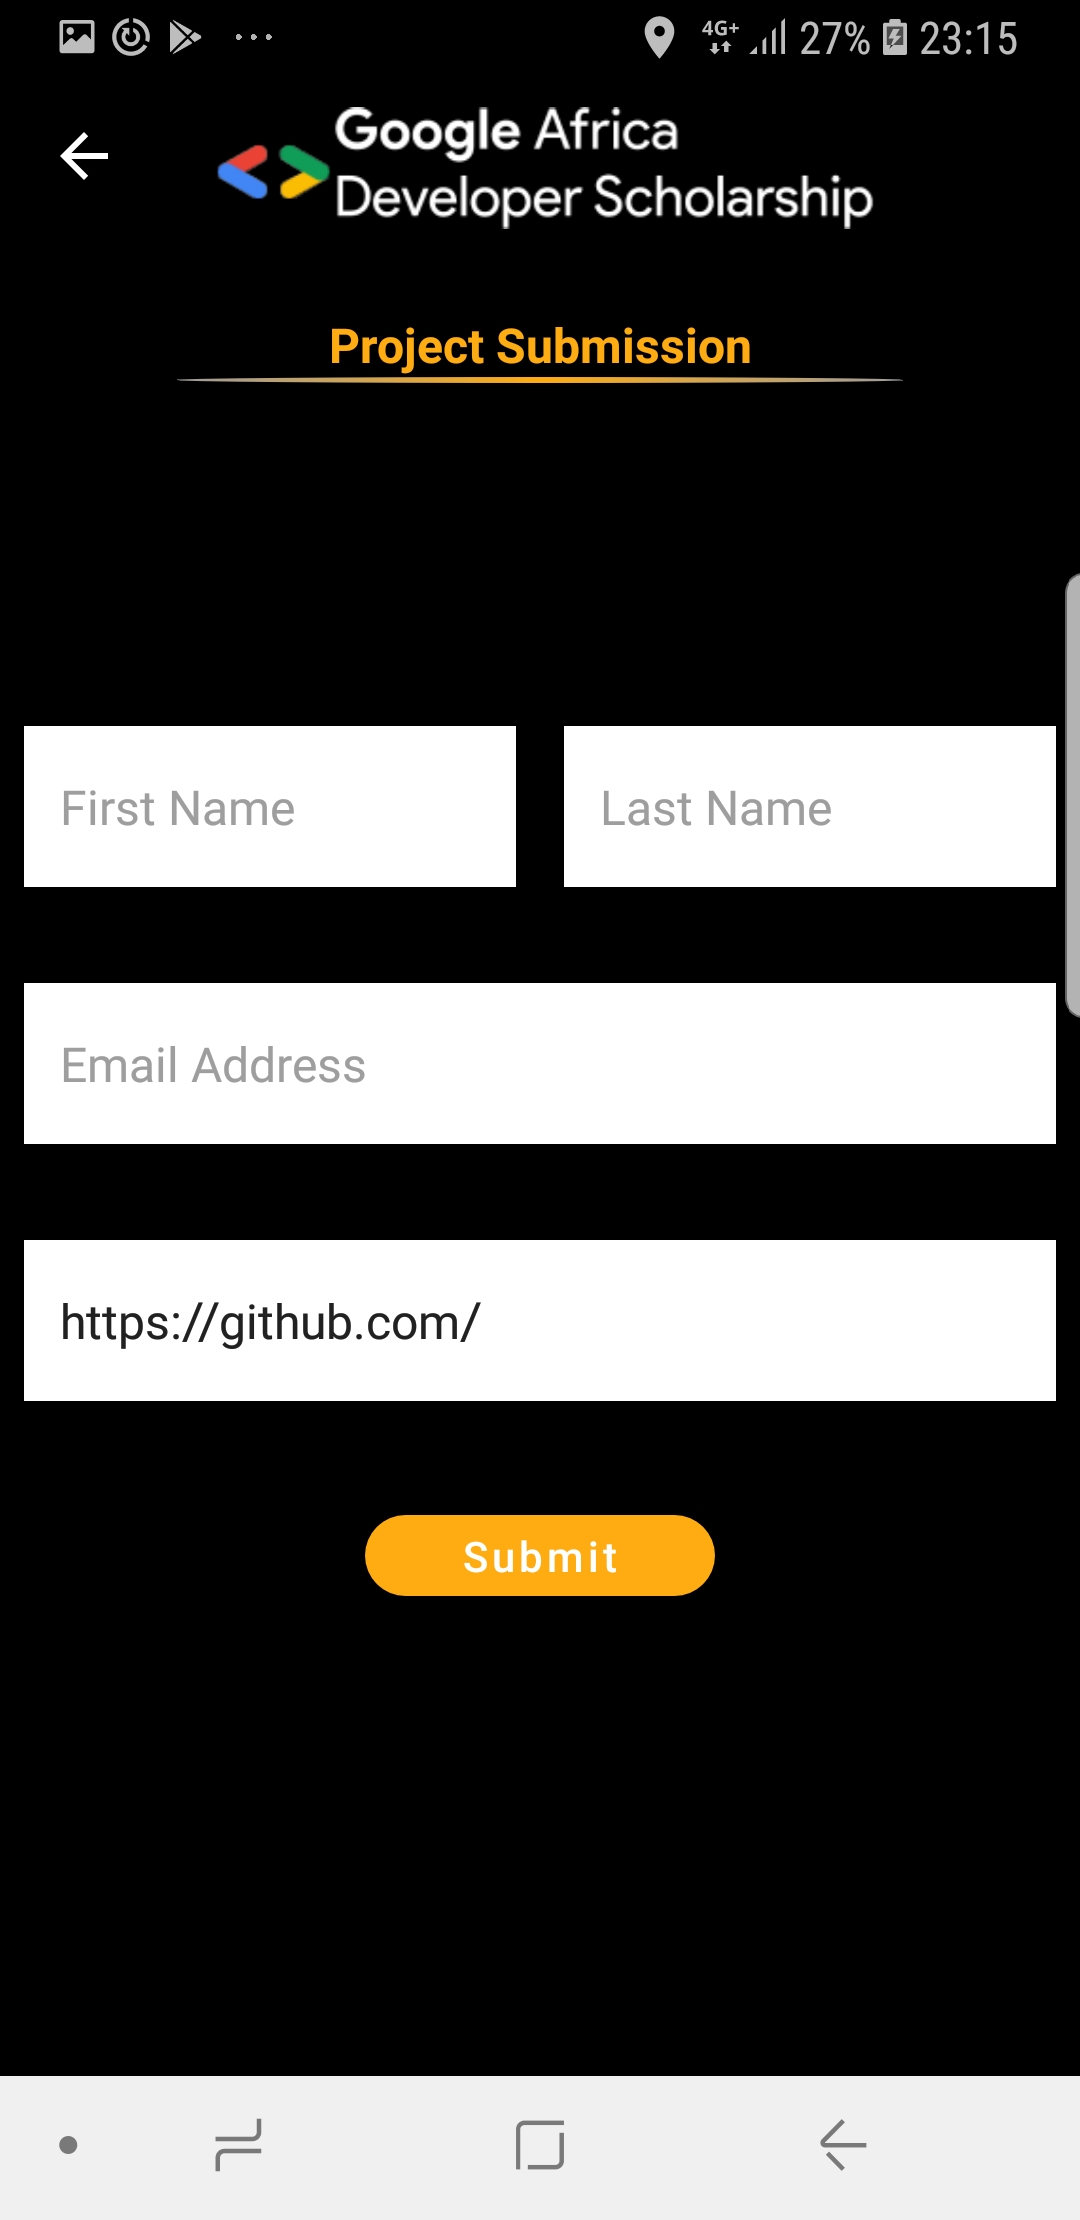 4G+ 27% 23:15
Google Africa
Developer Scholarship
Project Submission
First Name Last Name
Email Address
https://github.com/
Submit